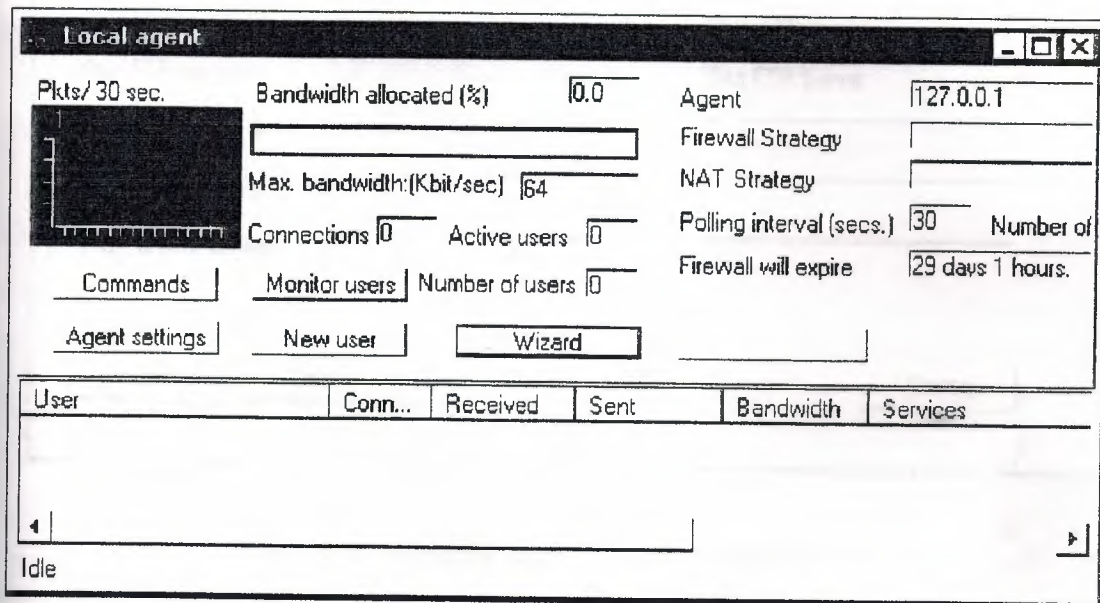 Local agent
Pkts/ 30 sec.
Bandwidth allocated (%) 0.0
Max. bandwidth:(Kbit/sec) 64
Connections 0 Active users 0
Commands Monitor users Number of users 0
Agent settings New user Wizard
Agent 127.0.0.1
Firewall Strategy
NAT Strategy
Polling interval (secs.) 30 Number of
Firewall will expire 29 days 1 hours.
User Conn... Received Sent Bandwidth Services
Idle